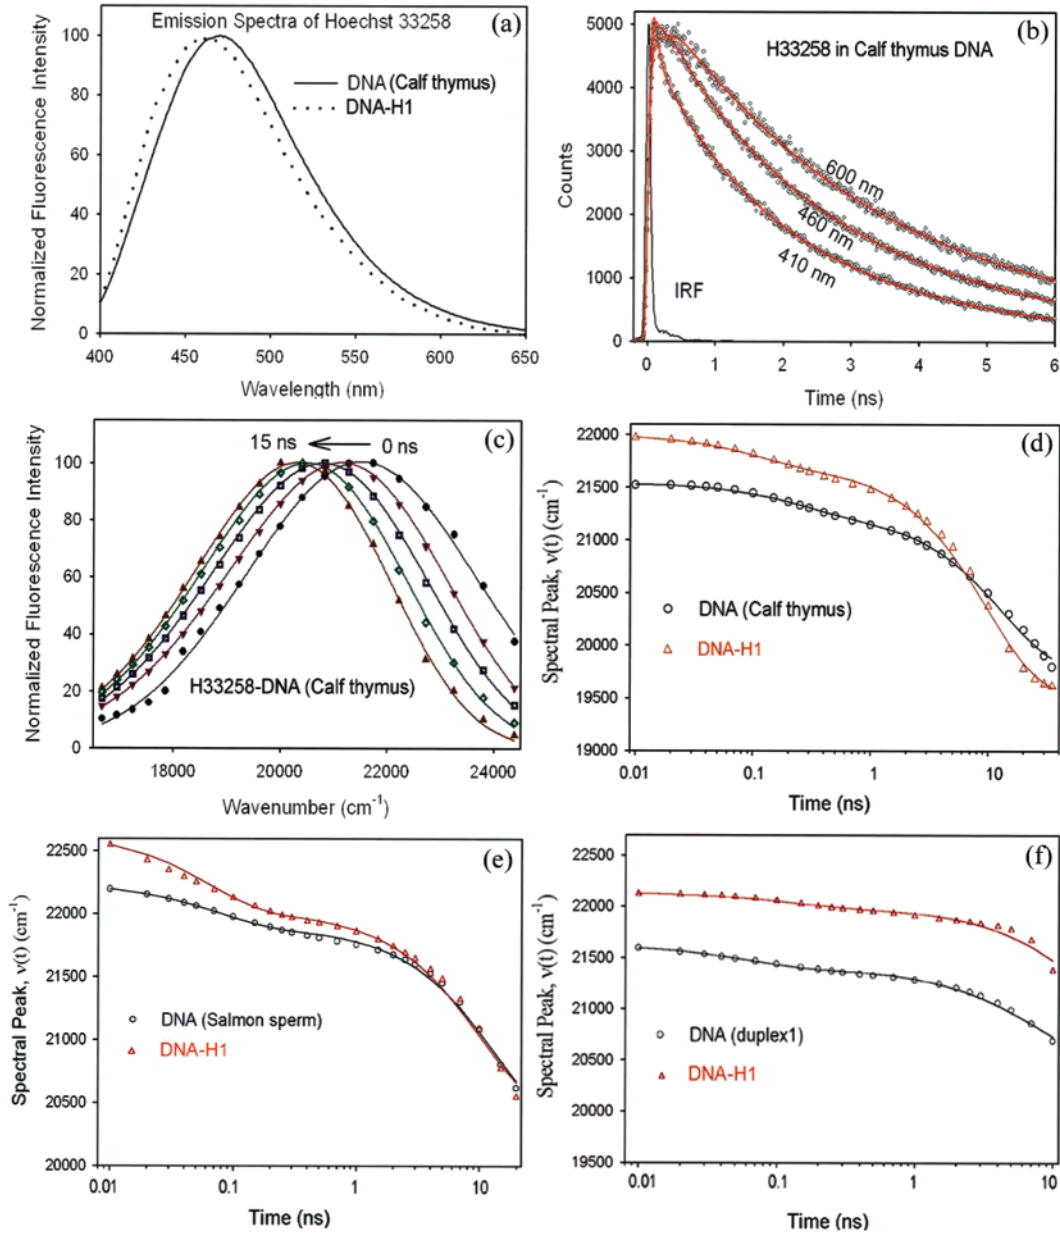 (a)
Emission Spectra of Hoechst 33258
DNA (Calf thymus)
DNA-H1
Normalized Fluorescence Intensity
100
80
60
40
20
0
400 450 500 550 600 650
Wavelength (nm)
(b)
H33258 in Calf thymus DNA
600 nm
460 nm
410 nm
IRF
Counts
5000
4000
3000
2000
1000
0
0 1 2 3 4 5 6
Time (ns)
(c)
15 ns
0 ns
H33258-DNA (Calf thymus)
Normalized Fluorescence Intensity
100
80
60
40
20
0
18000 20000 22000 24000
Wavenumber (cm⁻¹)
(d)
DNA (Calf thymus)
DNA-H1
Spectral Peak, ν(t) (cm⁻¹)
22000
21500
21000
20500
20000
19500
19000
0.01 0.1 1 10
Time (ns)
(e)
DNA (Salmon sperm)
DNA-H1
Spectral Peak, ν(t) (cm⁻¹)
22500
22000
21500
21000
20500
20000
0.01 0.1 1 10
Time (ns)
(f)
DNA (duplex1)
DNA-H1
Spectral Peak, ν(t) (cm⁻¹)
22500
22000
21500
21000
20500
20000
19500
0.01 0.1 1 10
Time (ns)